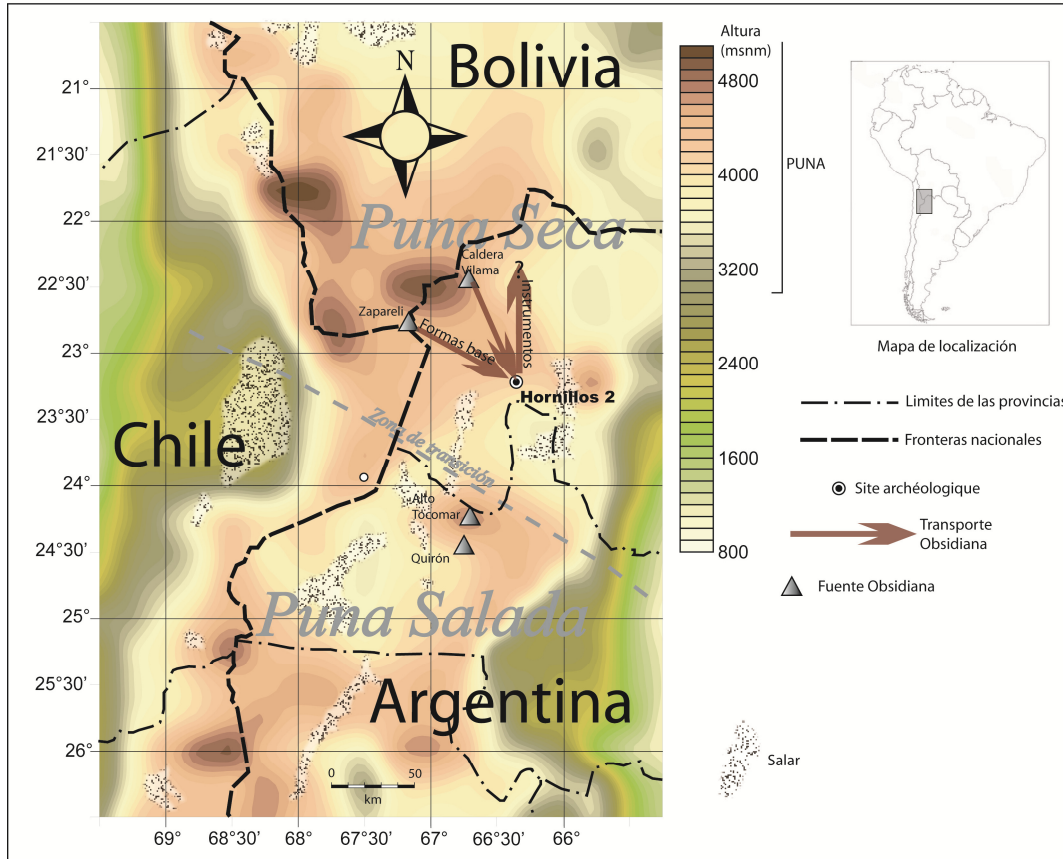 Bolivia
N
Puna Seca
Caldera
Vilama
?
Instrumentos
Zapareli
Formas base
Hornillos 2
Chile
Zona de transición
Alto
Tocomar
Quirón
Puna Salada
Argentina
0 50
km
21°
21°30'
22°
22°30'
23°
23°30'
24°
24°30'
25°
25°30'
26°
69° 68°30' 68° 67°30' 67° 66°30' 66°
Altura
(msnm)
4800
4000
3200
2400
1600
800
PUNA
Mapa de localización
Limites de las provincias
Fronteras nacionales
Site archéologique
Transporte
Obsidiana
Fuente Obsidiana
Salar